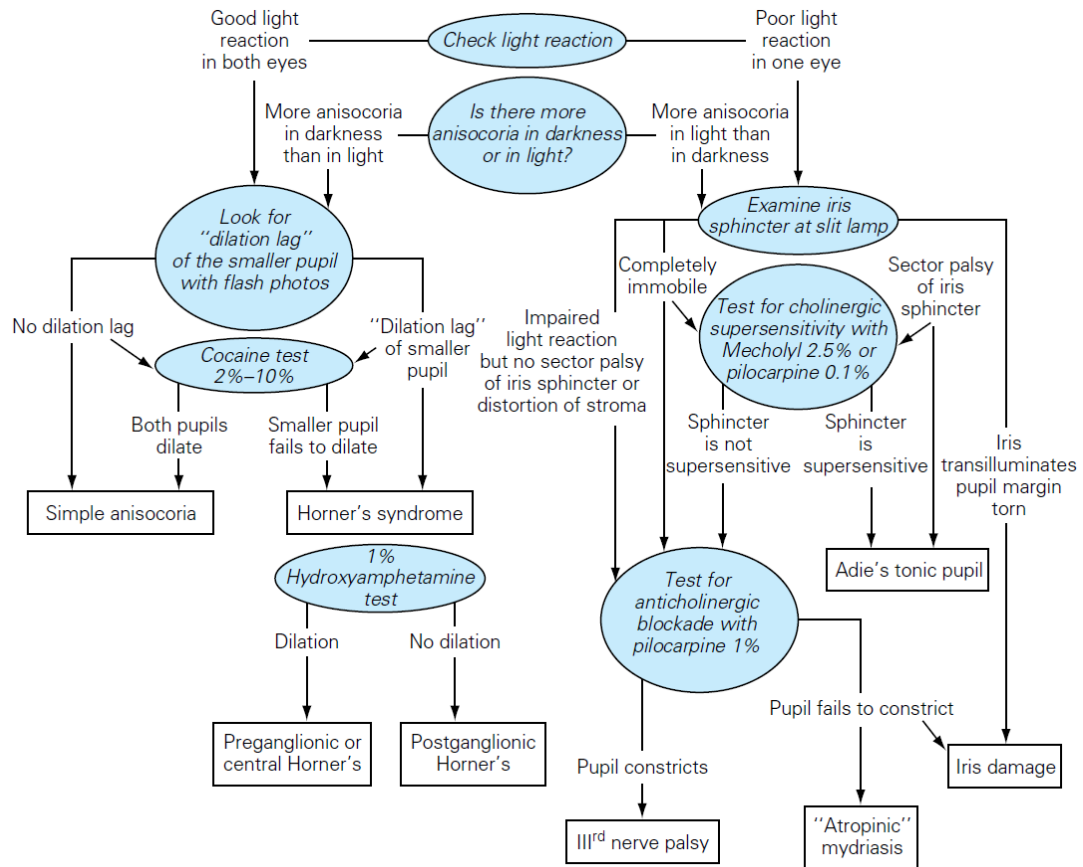 Good light
reaction
in both eyes
Check light reaction
Poor light
reaction
in one eye
More anisocoria
in darkness
than in light
Is there more
anisocoria in darkness
or in light?
More anisocoria
in light than
in darkness
Look for
"dilation lag"
of the smaller pupil
with flash photos
Examine iris
sphincter at slit lamp
No dilation lag
"Dilation lag"
of smaller
pupil
Cocaine test
2%–10%
Both pupils
dilate
Smaller pupil
fails to dilate
Simple anisocoria
Horner's syndrome
1%
Hydroxyamphetamine
test
Dilation
No dilation
Preganglionic or
central Horner's
Postganglionic
Horner's
Impaired
light reaction
but no sector palsy
of iris sphincter or
distortion of stroma
Completely
immobile
Test for cholinergic
supersensitivity with
Mecholyl 2.5% or
pilocarpine 0.1%
Sector palsy
of iris
sphincter
Sphincter
is not
supersensitive
Sphincter
is
supersensitive
Iris
transilluminates
pupil margin
torn
Adie's tonic pupil
Test for
anticholinergic
blockade with
pilocarpine 1%
Pupil fails to constrict
Pupil constricts
Iris damage
IIIrd nerve palsy
"Atropinic"
mydriasis